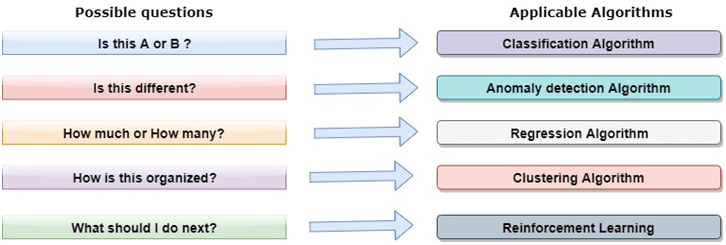 Possible questions Applicable Algorithms
Is this A or B ? Classification Algorithm
Is this different? Anomaly detection Algorithm
How much or How many? Regression Algorithm
How is this organized? Clustering Algorithm
What should I do next? Reinforcement Learning